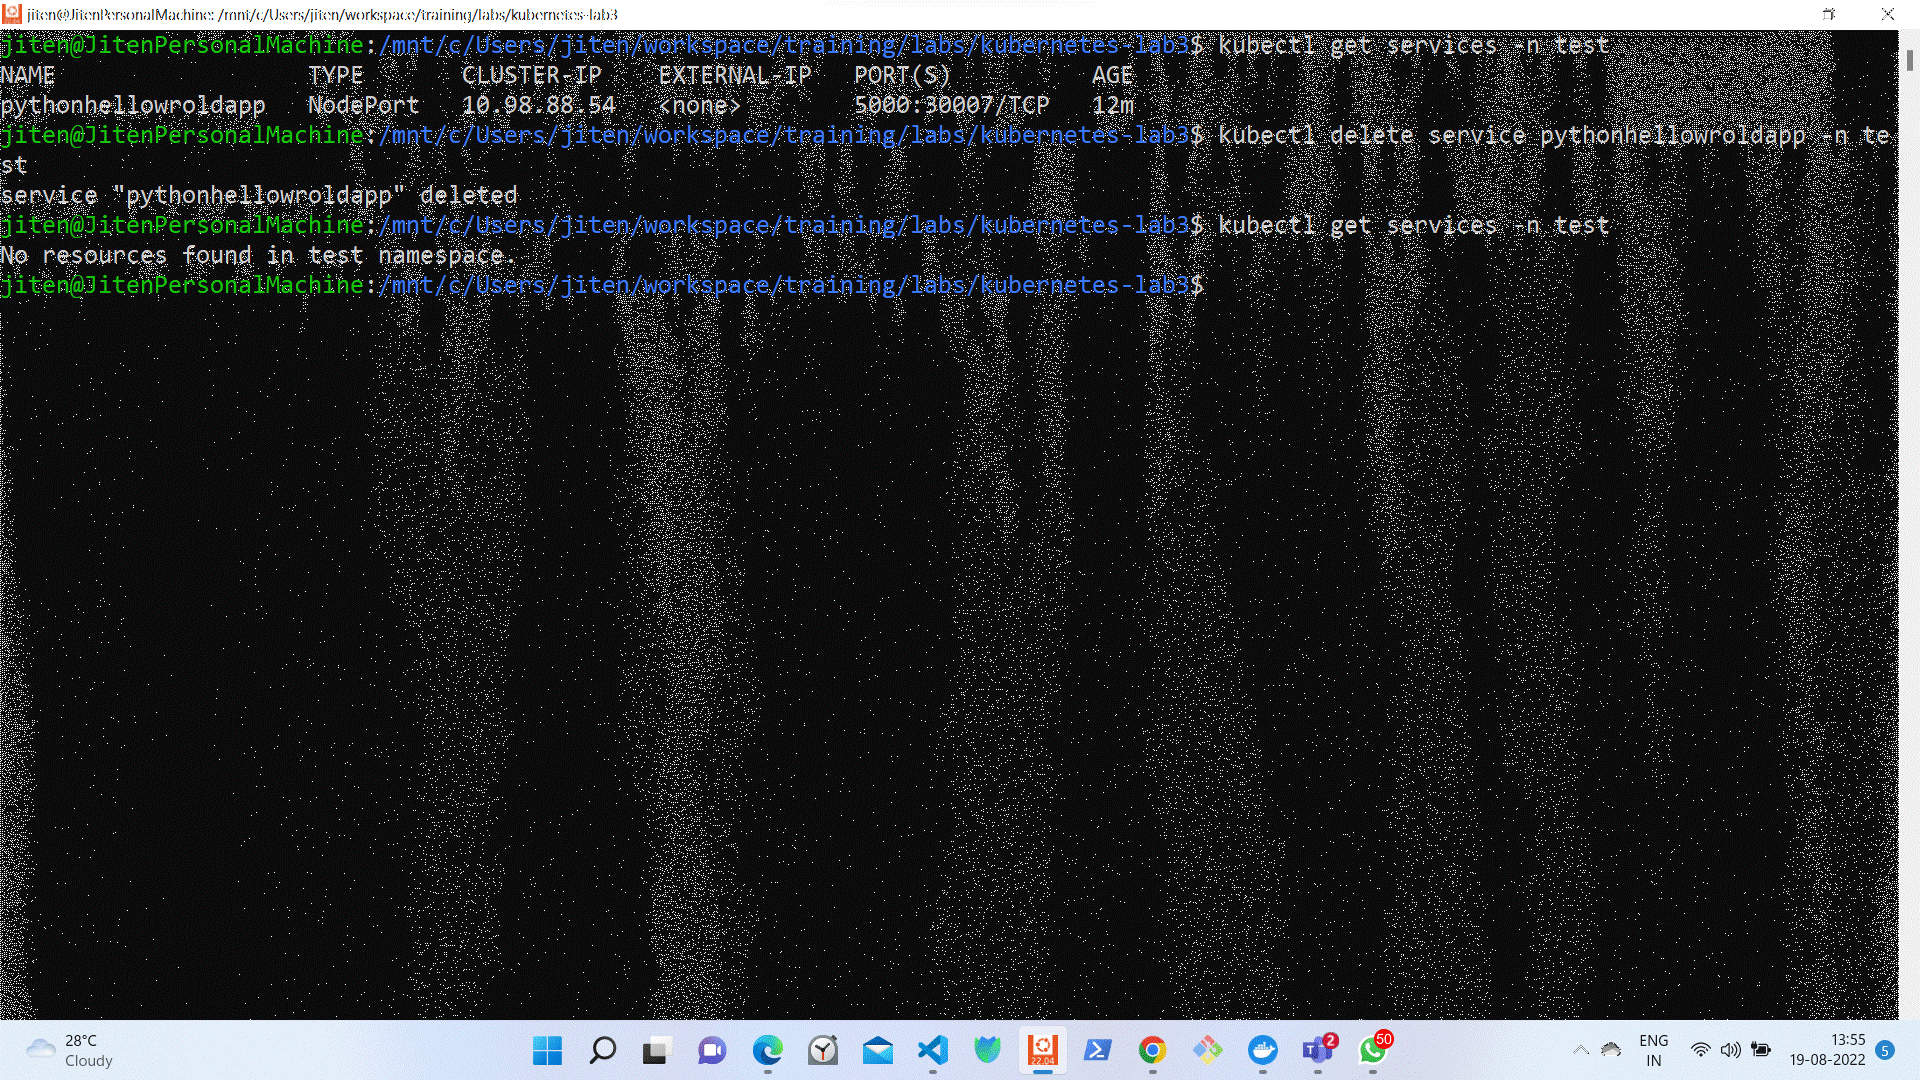 jiten@JitenPersonalMachine: /mnt/c/Users/jiten/workspace/training/labs/kubernetes-lab3
jiten@JitenPersonalMachine:/mnt/c/Users/jiten/workspace/training/labs/kubernetes-lab3$ kubectl get services -n test
NAME TYPE CLUSTER-IP EXTERNAL-IP PORT(S) AGE
pythonhellowroldapp NodePort 10.98.88.54 <none> 5000:30007/TCP 12m
jiten@JitenPersonalMachine:/mnt/c/Users/jiten/workspace/training/labs/kubernetes-lab3$ kubectl delete service pythonhellowroldapp -n te
st
service "pythonhellowroldapp" deleted
jiten@JitenPersonalMachine:/mnt/c/Users/jiten/workspace/training/labs/kubernetes-lab3$ kubectl get services -n test
No resources found in test namespace.
jiten@JitenPersonalMachine:/mnt/c/Users/jiten/workspace/training/labs/kubernetes-lab3$
28°C
Cloudy
22.04
2
50
ENG
IN
13:55
19-08-2022
5